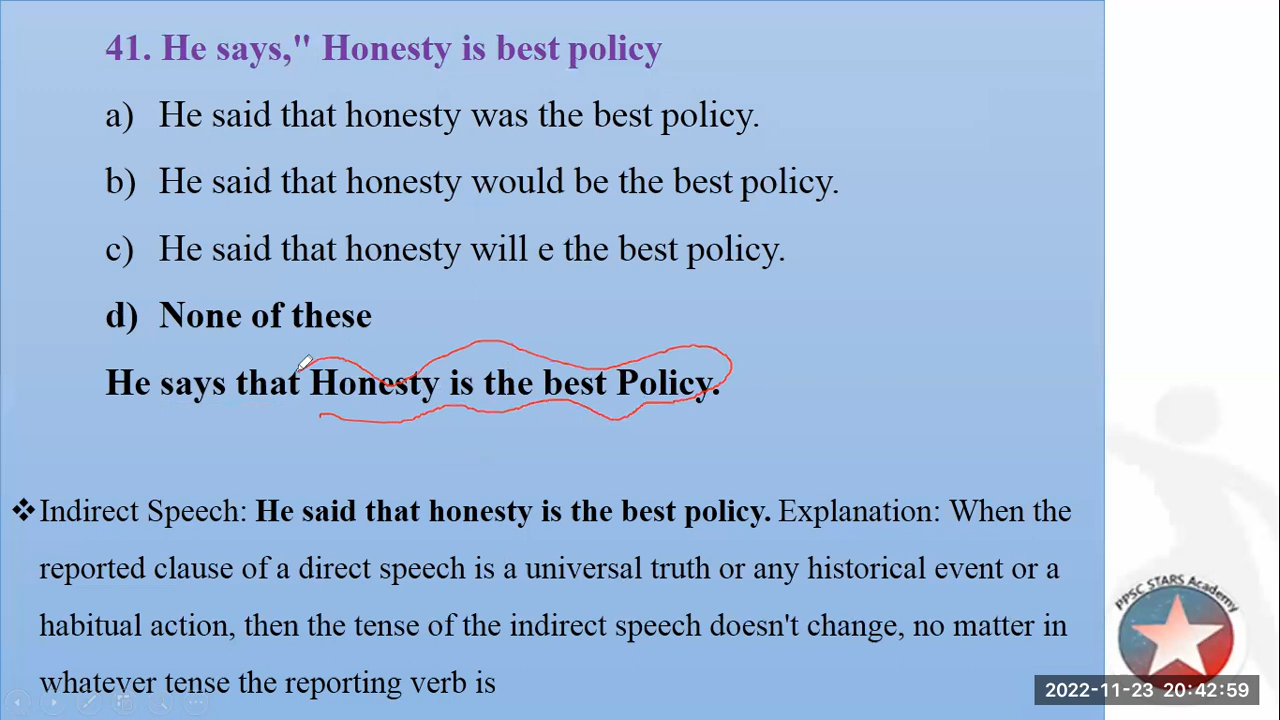 41. He says," Honesty is best policy
a) He said that honesty was the best policy.
b) He said that honesty would be the best policy.
c) He said that honesty will e the best policy.
d) None of these
He says that Honesty is the best Policy.
❖Indirect Speech: He said that honesty is the best policy. Explanation: When the
reported clause of a direct speech is a universal truth or any historical event or a
habitual action, then the tense of the indirect speech doesn't change, no matter in
whatever tense the reporting verb is
PPSC STARS Academy
2022-11-23 20:42:59